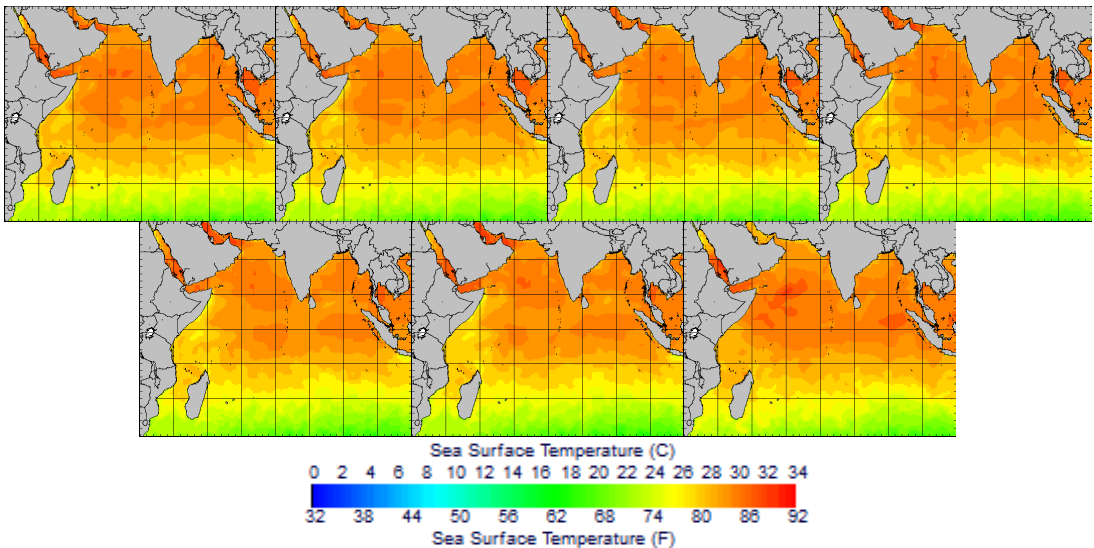 Sea Surface Temperature (C)
0 2 4 6 8 10 12 14 16 18 20 22 24 26 28 30 32 34
32 38 44 50 56 62 68 74 80 86 92
Sea Surface Temperature (F)